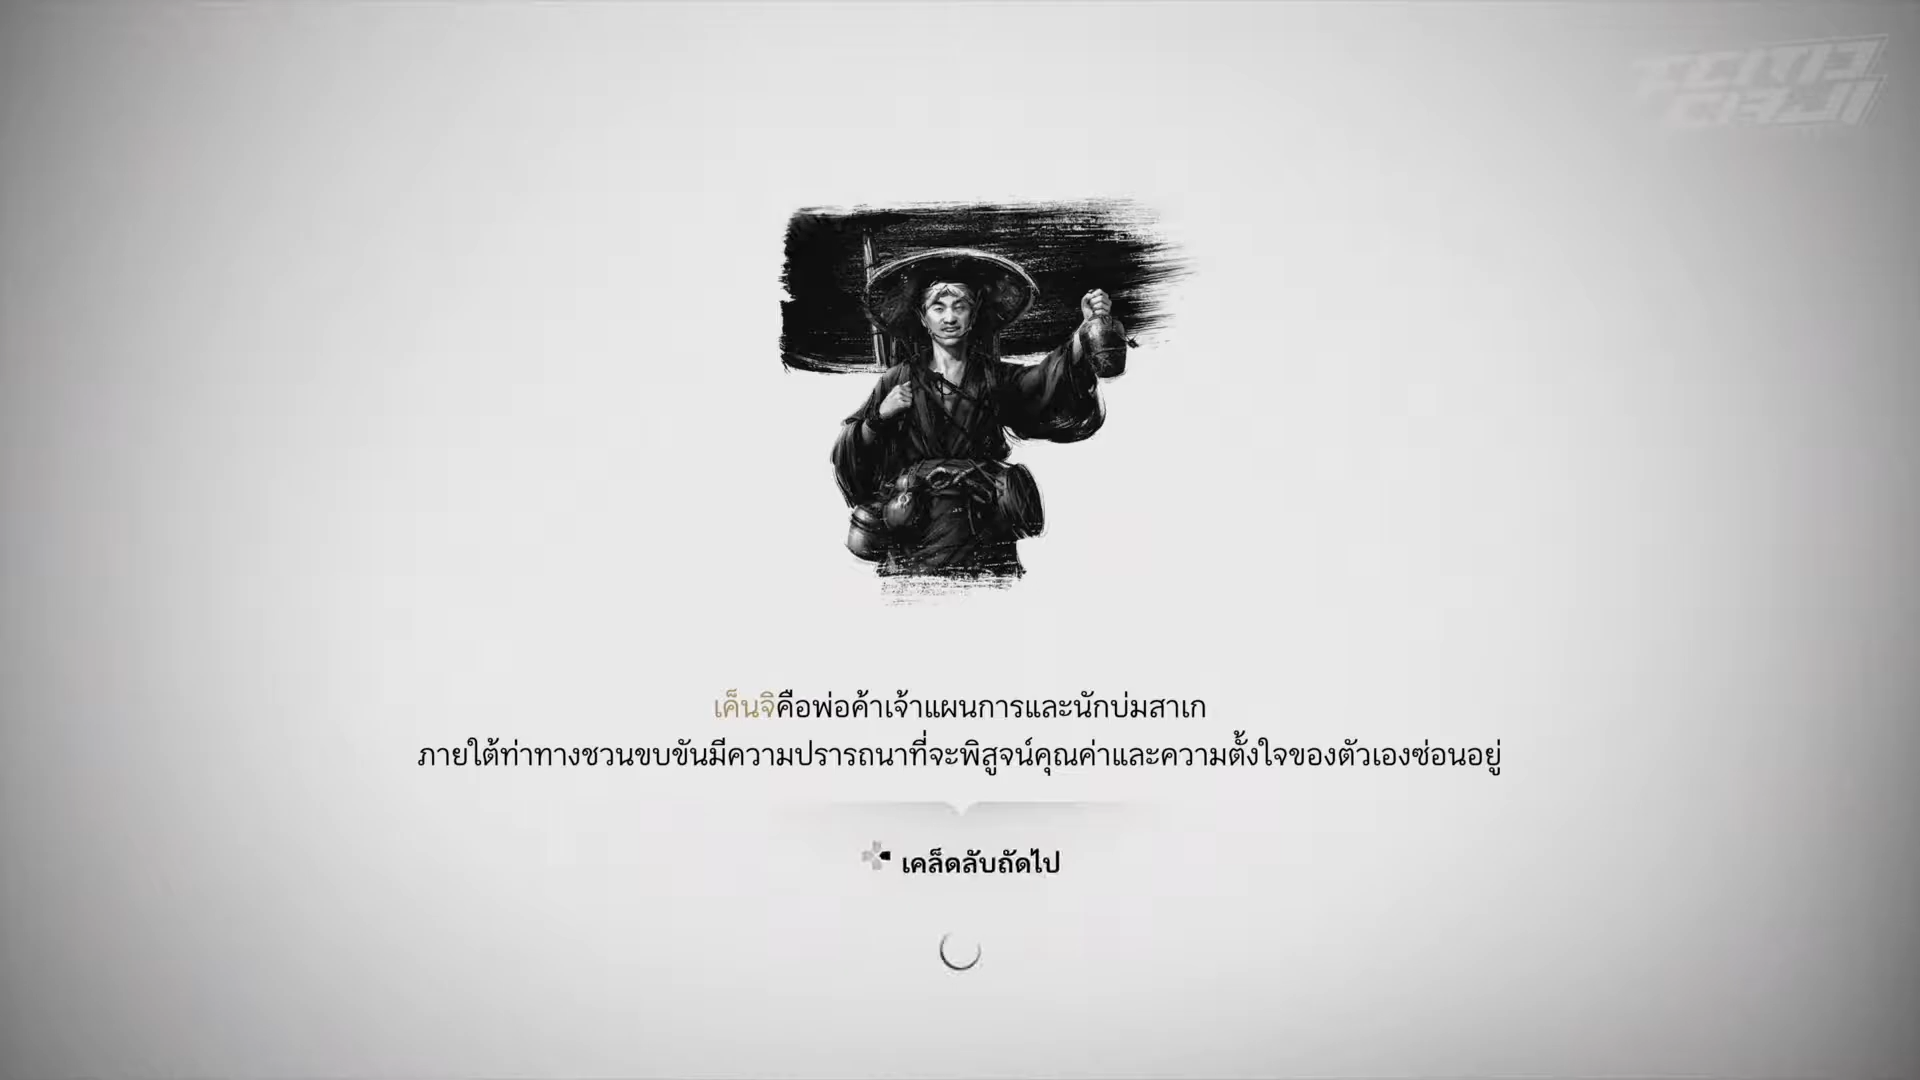 เค็นจิคือพ่อค้าเจ้าแผนการและนักบ่มสาเก
ภายใต้ท่าทางชวนขบขันมีความปรารถนาที่จะพิสูจน์คุณค่าและความตั้งใจของตัวเองซ่อนอยู่
เคล็ดลับถัดไป